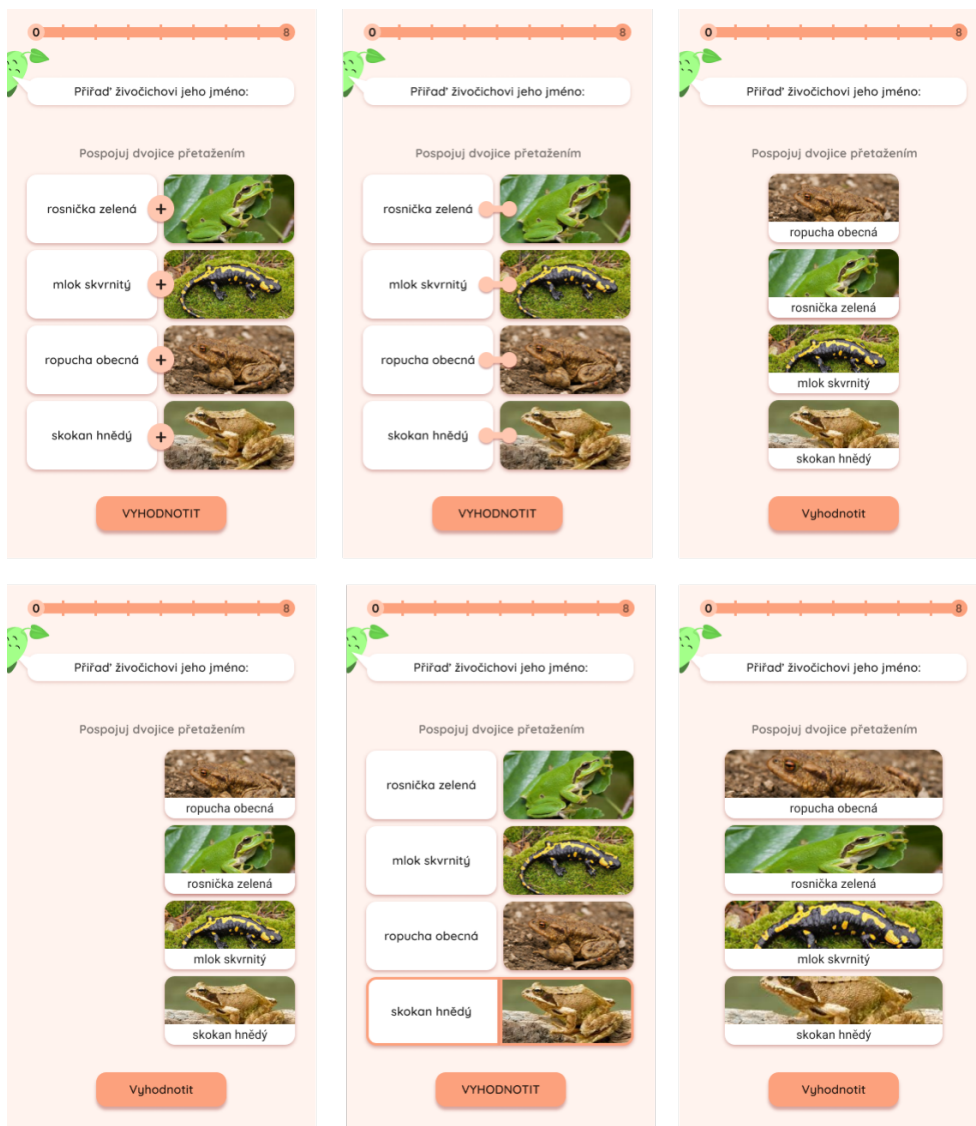 0 8
Přiřaď živočichovi jeho jméno:
Pospojuj dvojice přetažením
rosnička zelená +
mlok skvrnitý +
ropucha obecná +
skokan hnědý +
VYHODNOTIT
0 8
Přiřaď živočichovi jeho jméno:
Pospojuj dvojice přetažením
rosnička zelená
mlok skvrnitý
ropucha obecná
skokan hnědý
VYHODNOTIT
0 8
Přiřaď živočichovi jeho jméno:
Pospojuj dvojice přetažením
ropucha obecná
rosnička zelená
mlok skvrnitý
skokan hnědý
Vyhodnotit
0 8
Přiřaď živočichovi jeho jméno:
Pospojuj dvojice přetažením
ropucha obecná
rosnička zelená
mlok skvrnitý
skokan hnědý
Vyhodnotit
0 8
Přiřaď živočichovi jeho jméno:
Pospojuj dvojice přetažením
rosnička zelená
mlok skvrnitý
ropucha obecná
skokan hnědý
VYHODNOTIT
0 8
Přiřaď živočichovi jeho jméno:
Pospojuj dvojice přetažením
ropucha obecná
rosnička zelená
mlok skvrnitý
skokan hnědý
Vyhodnotit